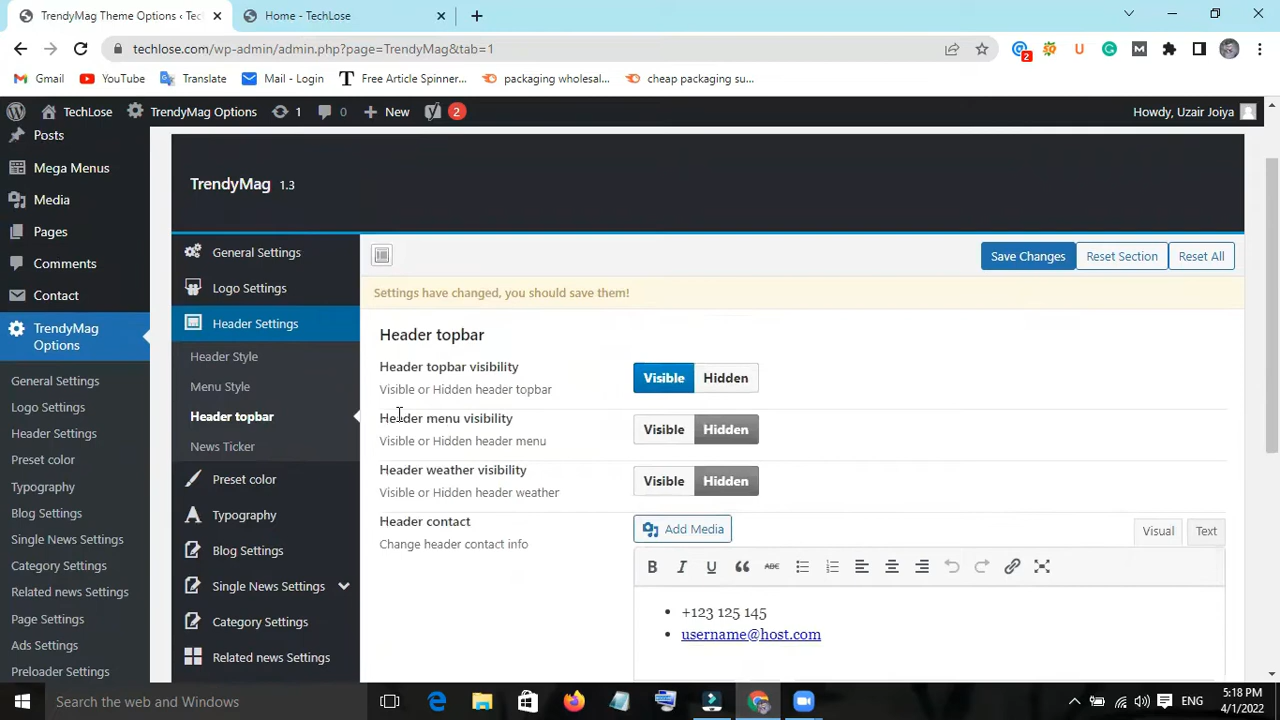 TrendyMag Theme Options ‹ Tec
Home - TechLose
techlose.com/wp-admin/admin.php?page=TrendyMag&tab=1
2
Gmail
YouTube
Translate
Mail - Login
Free Article Spinner...
packaging wholesal...
cheap packaging su...
TechLose
TrendyMag Options
1
0
New
2
Howdy, Uzair Joiya
Posts
Mega Menus
Media
Pages
Comments
Contact
TrendyMag
Options
General Settings
Logo Settings
Header Settings
Preset color
Typography
Blog Settings
Single News Settings
Category Settings
Related news Settings
Page Settings
Ads Settings
Preloader Settings
TrendyMag 1.3
General Settings
Logo Settings
Header Settings
Header Style
Menu Style
Header topbar
News Ticker
Preset color
Typography
Blog Settings
Single News Settings
Category Settings
Related news Settings
Save Changes
Reset Section
Reset All
Settings have changed, you should save them!
Header topbar
Header topbar visibility
Visible or Hidden header topbar
Visible
Hidden
Header menu visibility
Visible or Hidden header menu
Visible
Hidden
Header weather visibility
Visible or Hidden header weather
Visible
Hidden
Header contact
Change header contact info
Add Media
Visual
Text
B I U ABC
+123 125 145
username@host.com
Search the web and Windows
ENG
5:18 PM
4/1/2022